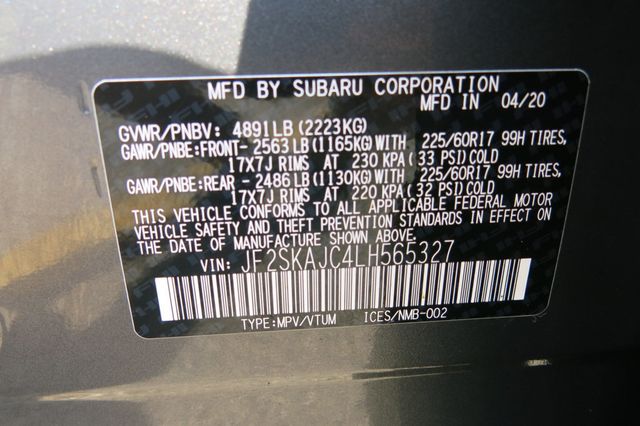 MFD BY SUBARU CORPORATION
MFD IN 04/20
GVWR/PNBV: 4891LB (2223KG)
GAWR/PNBE:FRONT- 2563 LB (1165KG) WITH 225/60R17 99H TIRES,
17X7J RIMS AT 230 KPA (33 PSI) COLD
GAWR/PNBE:REAR - 2486 LB (1130KG) WITH 225/60R17 99H TIRES,
17X7J RIMS AT 220 KPA (32 PSI) COLD
THIS VEHICLE CONFORMS TO ALL APPLICABLE FEDERAL MOTOR
VEHICLE SAFETY AND THEFT PREVENTION STANDARDS IN EFFECT ON
THE DATE OF MANUFACTURE SHOWN ABOVE.
VIN: JF2SKAJC4LH565327
TYPE:MPV/VTUM ICES/NMB-002